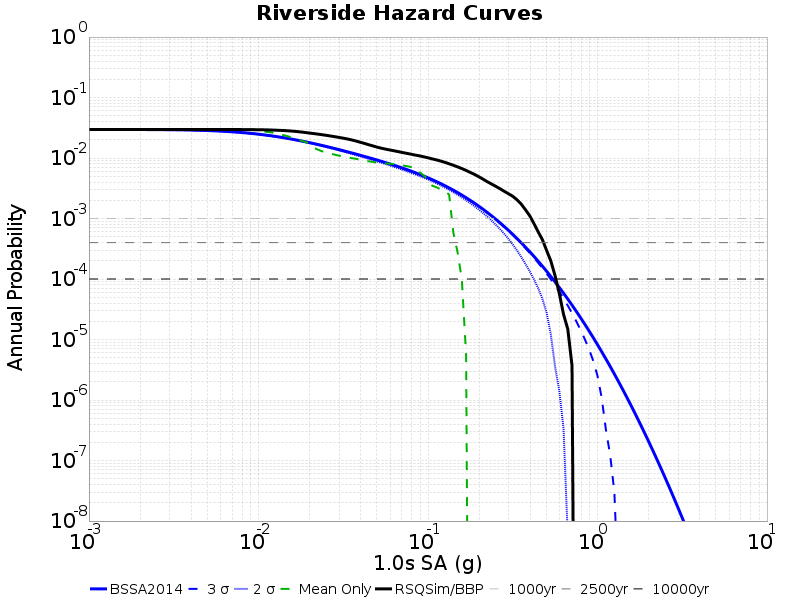 Riverside Hazard Curves
10^0
10^-1
10^-2
10^-3
10^-4
10^-5
10^-6
10^-7
10^-8
Annual Probability
10^-3 10^-2 10^-1 10^0 10^1
1.0s SA (g)
BSSA2014 3 σ 2 σ Mean Only RSQSim/BBP 1000yr 2500yr 10000yr